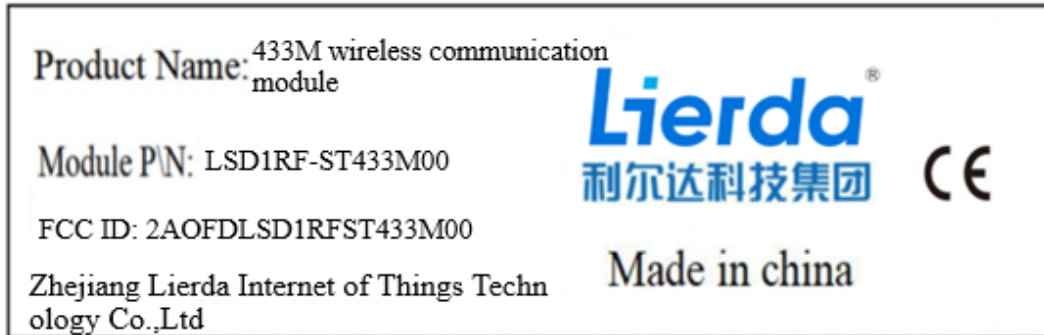 Product Name: 433M wireless communication
module
Lierda®
利尔达科技集团
CE
Module P\N: LSD1RF-ST433M00
FCC ID: 2AOFDLSD1RFST433M00
Made in china
Zhejiang Lierda Internet of Things Techn
ology Co.,Ltd